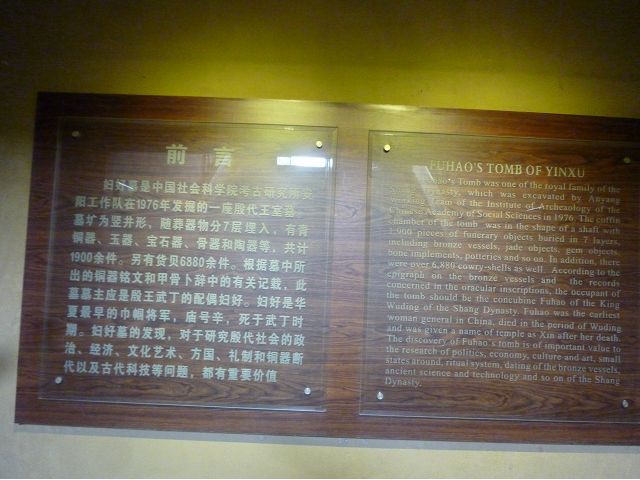 前 言
妇好墓是中国社会科学院考古研究所安
阳工作队在1976年发掘的一座殷代王室墓。
墓圹为竖井形，随葬器物分7层埋入，有青
铜器、玉器、宝石器、骨器和陶器等，共计
1900余件。另有货贝6880余件。根据墓中所
出的铜器铭文和甲骨卜辞中的有关记载，此
墓墓主应是殷王武丁的配偶妇好。妇好是华
夏最早的巾帼将军，庙号辛，死于武丁时
期。妇好墓的发现，对于研究殷代社会的政
治、经济、文化艺术、方国、礼制和铜器断
代以及古代科技等问题，都有重要价值
FUHAO'S TOMB OF YINXU
Fuhao's Tomb was one of the royal family of the
Shang Dynasty, which was excavated by Anyang
Working Team of the Institute of Archaeology of the
Chinese Academy of Social Sciences in 1976. The coffin
chamber of the tomb was in the shape of a shaft with
1,900 pieces of funerary objects buried in 7 layers,
including bronze vessels, jade objects, gem objects,
bone implements, potteries and so on. In addition, there
were over 6,880 cowry-shells as well. According to the
epigraph on the bronze vessels and the records
concerned in the oracular inscriptions, the occupant of
the tomb should be the concubine Fuhao of the King
Wuding of the Shang Dynasty. Fuhao was the earliest
woman general in China, died in the period of Wuding
and was given a name of temple as Xin after her death.
The discovery of Fuhao's tomb is of important value to
the research of politics, economy, culture and art, small
states around, ritual system, dating of the bronze vessels,
ancient science and technology and so on of the Shang
Dynasty.